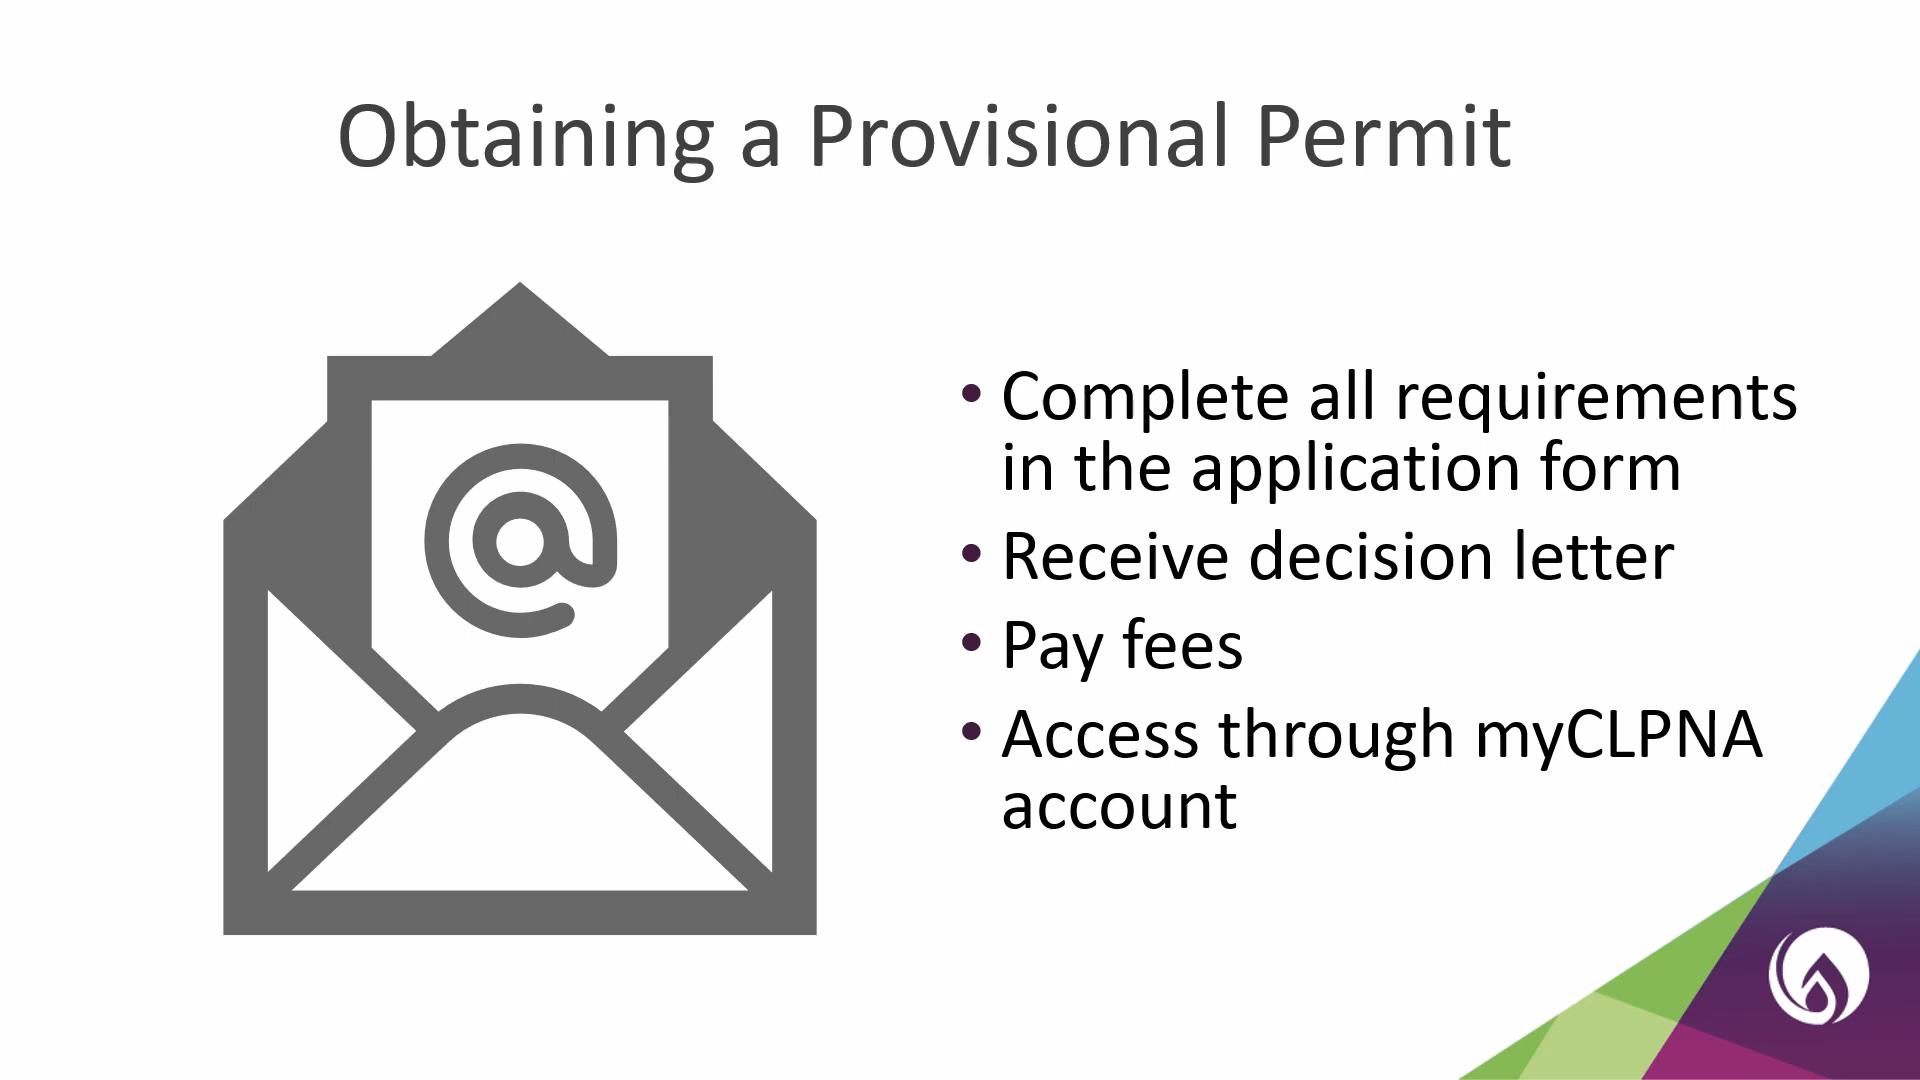 Obtaining a Provisional Permit
@
• Complete all requirements
in the application form
• Receive decision letter
• Pay fees
• Access through myCLPNA
account